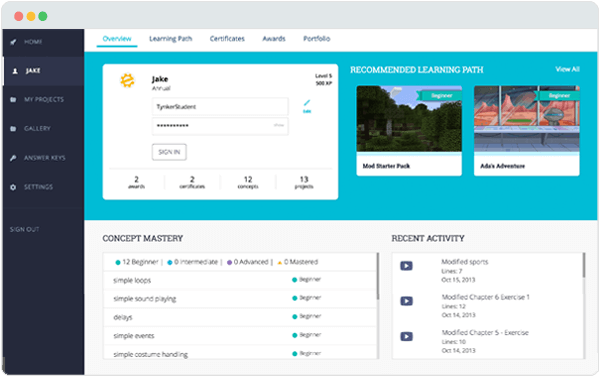 HOME
JAKE
MY PROJECTS
GALLERY
ANSWER KEYS
SETTINGS
SIGN OUT
Overview Learning Path Certificates Awards Portfolio
Jake
Annual
Level 5
500 XP
TynkerStudent
**********
SIGN IN
2 2 12 13
awards certificates concepts projects
RECOMMENDED LEARNING PATH View All
Beginner
Mod Starter Pack
Beginner
Ada's Adventure
CONCEPT MASTERY
12 Beginner | 0 Intermediate | 0 Advanced | 0 Mastered
simple loops Beginner
simple sound playing Beginner
delays Beginner
simple events Beginner
simple costume handling Beginner
RECENT ACTIVITY
Modified sports
Lines: 7
Oct 15, 2013
Modified Chapter 6 Exercise 1
Lines: 12
Oct 14, 2013
Modified Chapter 5 - Exercise
Lines: 10
Oct 14, 2013